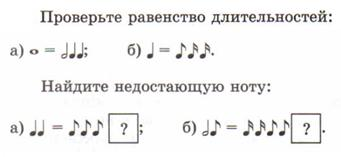 Проверьте равенство длительностей:
а) 𝅝 = 𝅗𝅥 ♩♩; б) ♩ = ♪ 𝅘𝅥𝅯 𝅘𝅥𝅯.
Найдите недостающую ноту:
а) ♩♩ = ♪ ♪ ♪ ? ; б) 𝅗𝅥 ♪ = 𝅘𝅥𝅯 𝅘𝅥𝅯 ♪ ♪ ? .